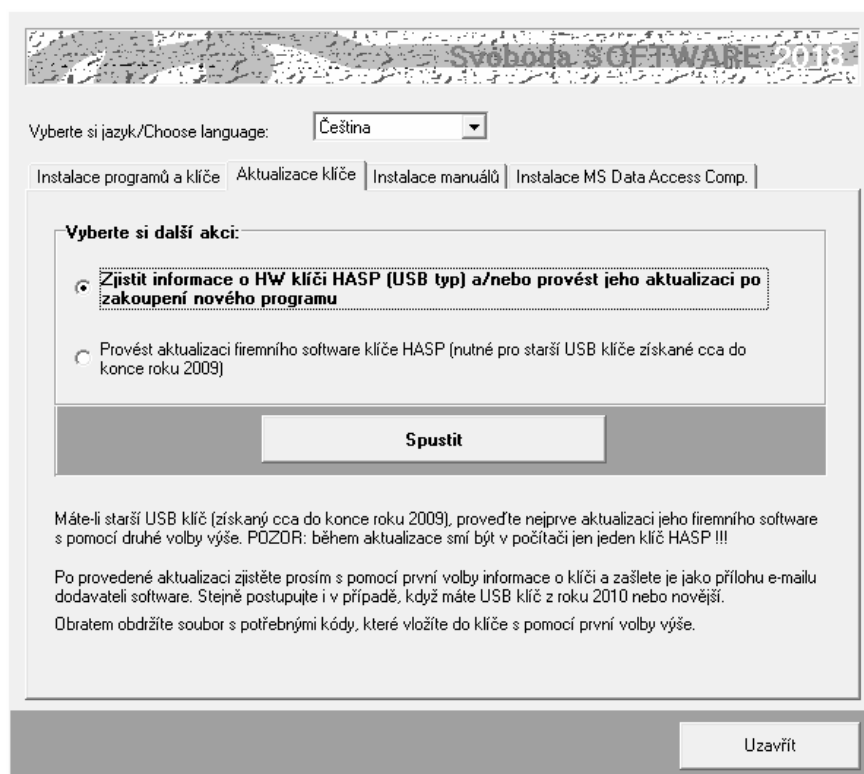 Svoboda SOFTWARE 2018
Vyberte si jazyk/Choose language: Čeština
Instalace programů a klíče Aktualizace klíče Instalace manuálů Instalace MS Data Access Comp.
Vyberte si další akci:
Zjistit informace o HW klíči HASP (USB typ) a/nebo provést jeho aktualizaci po
zakoupení nového programu
Provést aktualizaci firemního software klíče HASP (nutné pro starší USB klíče získané cca do
konce roku 2009)
Spustit
Máte-li starší USB klíč (získaný cca do konce roku 2009), proveďte nejprve aktualizaci jeho firemního software
s pomocí druhé volby výše. POZOR: během aktualizace smí být v počítači jen jeden klíč HASP !!!
Po provedené aktualizaci zjistěte prosím s pomocí první volby informace o klíči a zašlete je jako přílohu e-mailu
dodavateli software. Stejně postupujte i v případě, když máte USB klíč z roku 2010 nebo novější.
Obratem obdržíte soubor s potřebnými kódy, které vložíte do klíče s pomocí první volby výše.
Uzavřít